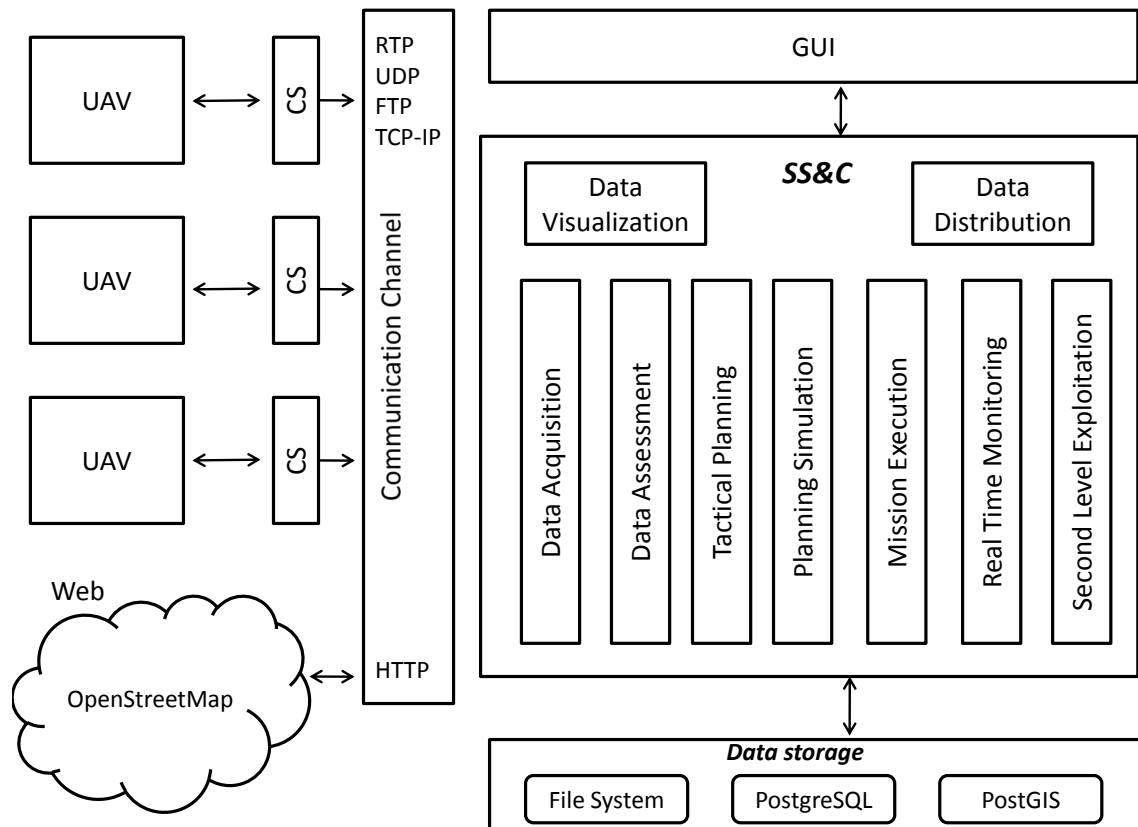 UAV
CS
UAV
CS
UAV
CS
Web
OpenStreetMap
RTP
UDP
FTP
TCP-IP
Communication Channel
HTTP
GUI
SS&C
Data
Visualization
Data
Distribution
Data Acquisition
Data Assessment
Tactical Planning
Planning Simulation
Mission Execution
Real Time Monitoring
Second Level Exploitation
Data storage
File System
PostgreSQL
PostGIS